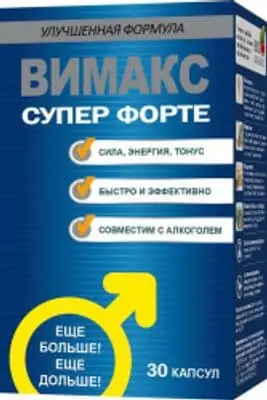 УЛУЧШЕННАЯ ФОРМУЛА
ВИМАКС
СУПЕР ФОРТЕ
СИЛА, ЭНЕРГИЯ, ТОНУС
БЫСТРО И ЭФФЕКТИВНО
СОВМЕСТИМ С АЛКОГОЛЕМ
ЕЩЕ
БОЛЬШЕ!
ЕЩЕ
ДОЛЬШЕ!
30 КАПСУЛ